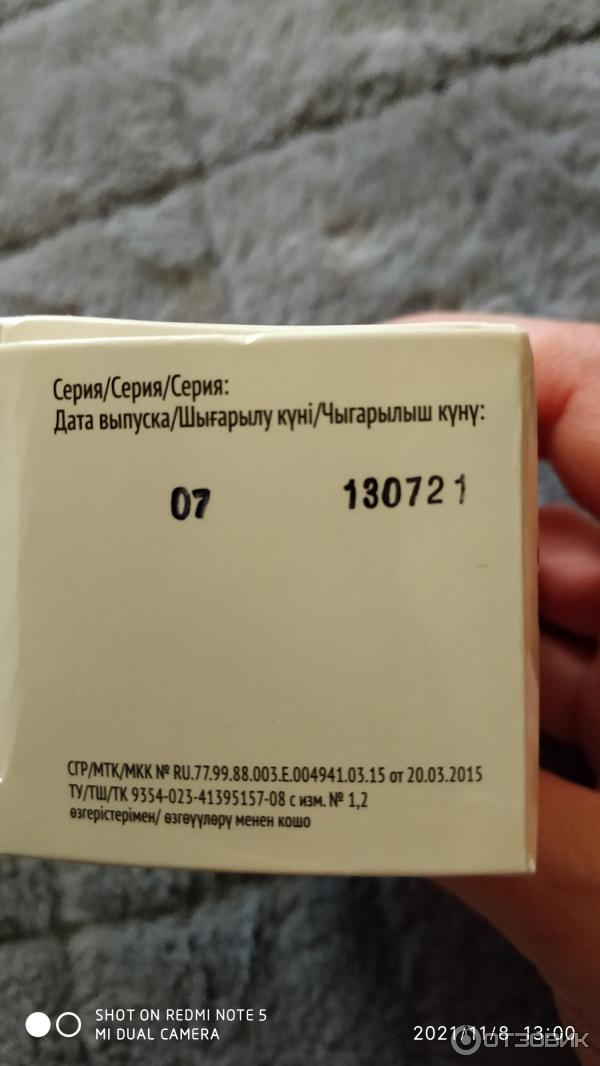 Серия/Серия/Серия:
Дата выпуска/Шығарылу күні/Чыгарылыш күнү:
07 130721
СГР/МТК/МКК № RU.77.99.88.003.Е.004941.03.15 от 20.03.2015
ТУ/ТШ/ТК 9354-023-41395157-08 с изм. № 1,2
өзгерістерімен/ өзгөүүлөрү менен кошо
SHOT ON REDMI NOTE 5
MI DUAL CAMERA
2021/11/8 13:00
ОТЗОВИК